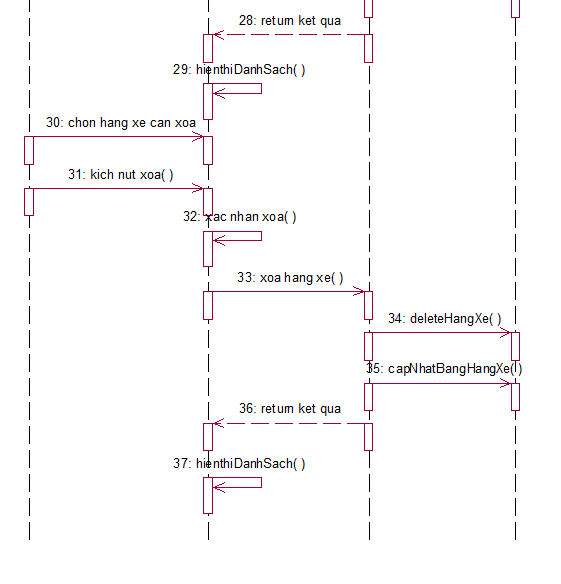 28: return ket qua
29: hienthiDanhSach( )
30: chon hang xe can xoa
31: kich nut xoa( )
32: xac nhan xoa( )
33: xoa hang xe( )
34: deleteHangXe( )
35: capNhatBangHangXe( )
36: return ket qua
37: hienthiDanhSach( )